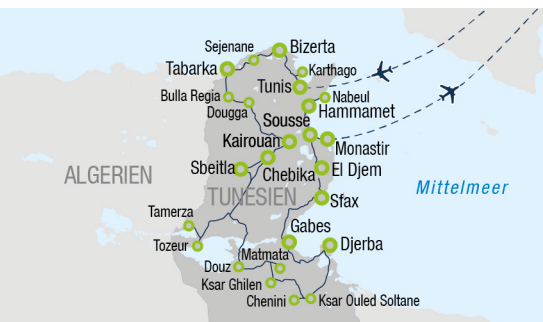 Sejenane
Bizerta
Tabarka
Karthago
Tunis
Bulla Regia
Nabeul
Dougga
Hammamet
Sousse
Kairouan
Monastir
Sbeitla
Chebika
El Djem
ALGERIEN
TUNESIEN
Mittelmeer
Sfax
Tamerza
Gabes
Tozeur
Djerba
Matmata
Douz
Ksar Ghilen
Chenini
Ksar Ouled Soltane